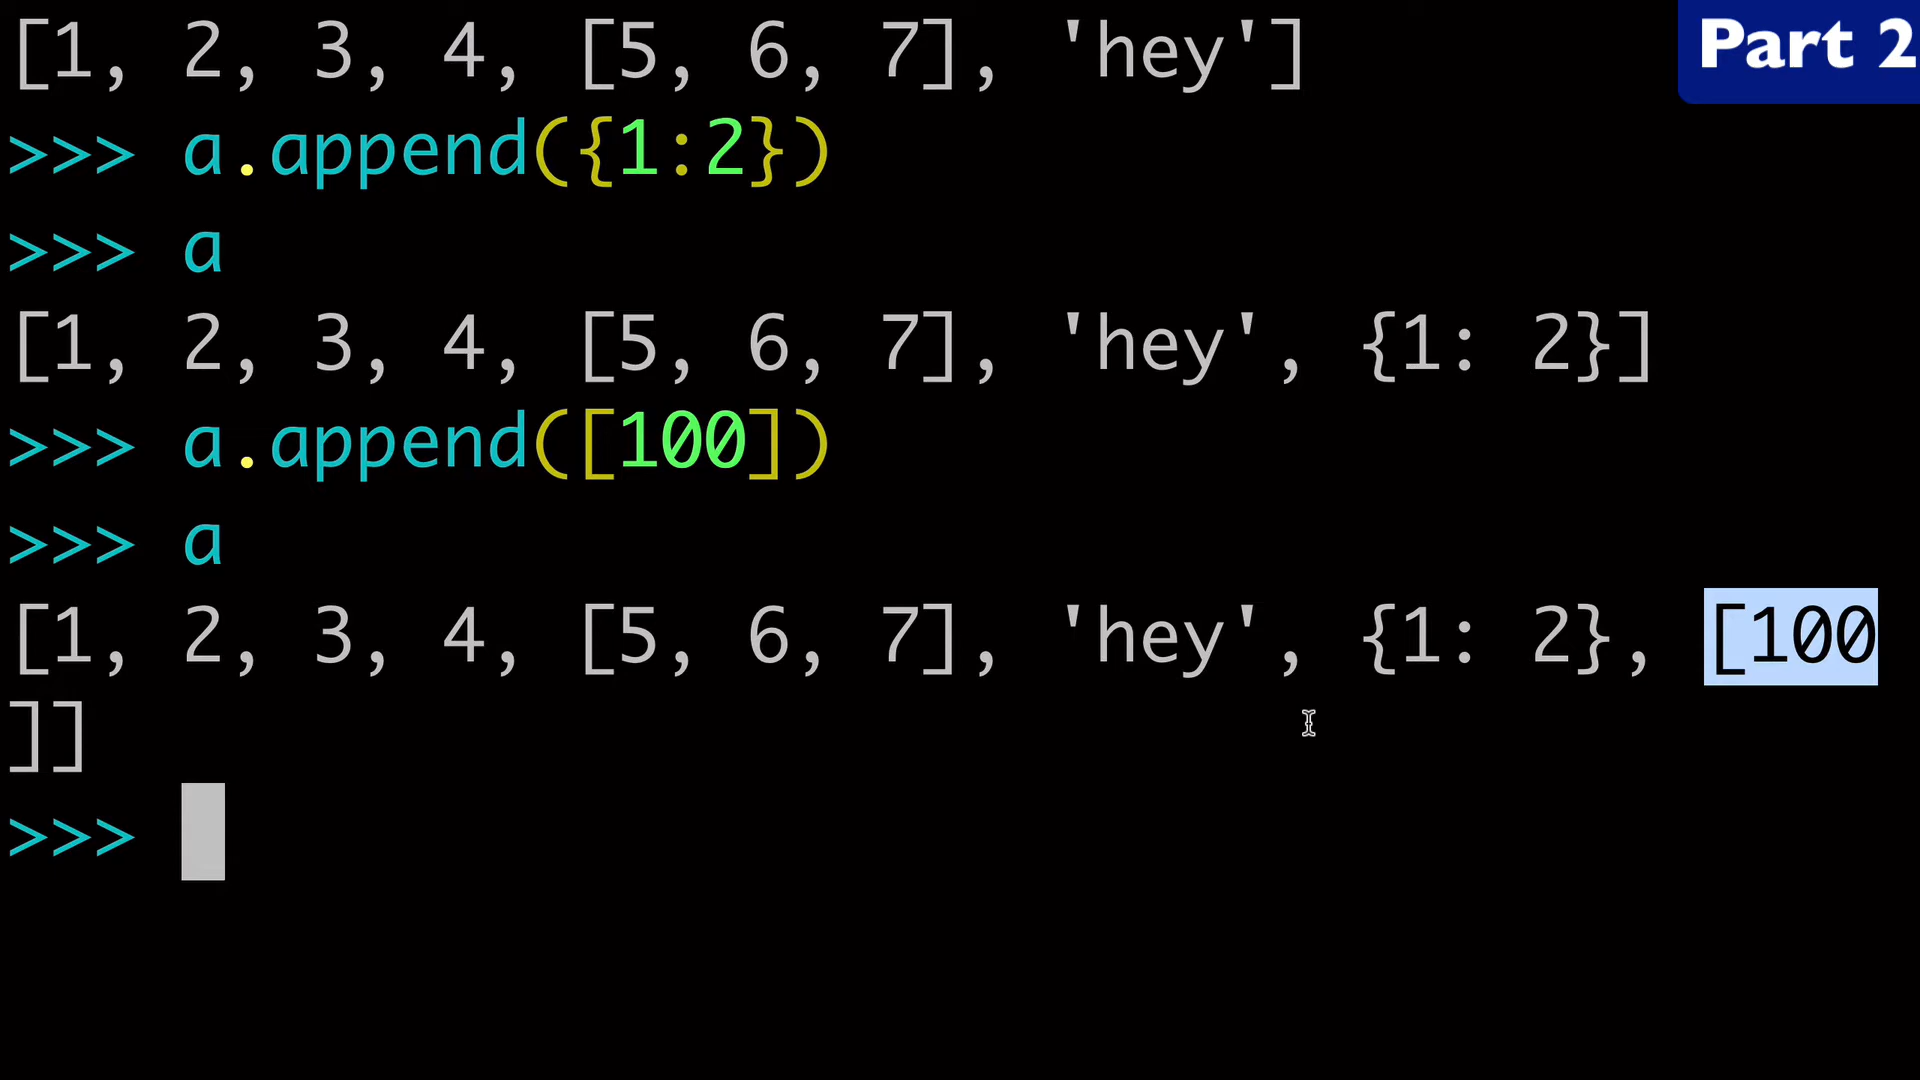 [1, 2, 3, 4, [5, 6, 7], 'hey']
Part 2
>>> a.append({1:2})
>>> a
[1, 2, 3, 4, [5, 6, 7], 'hey', {1: 2}]
>>> a.append([100])
>>> a
[1, 2, 3, 4, [5, 6, 7], 'hey', {1: 2}, [100
]]
>>>